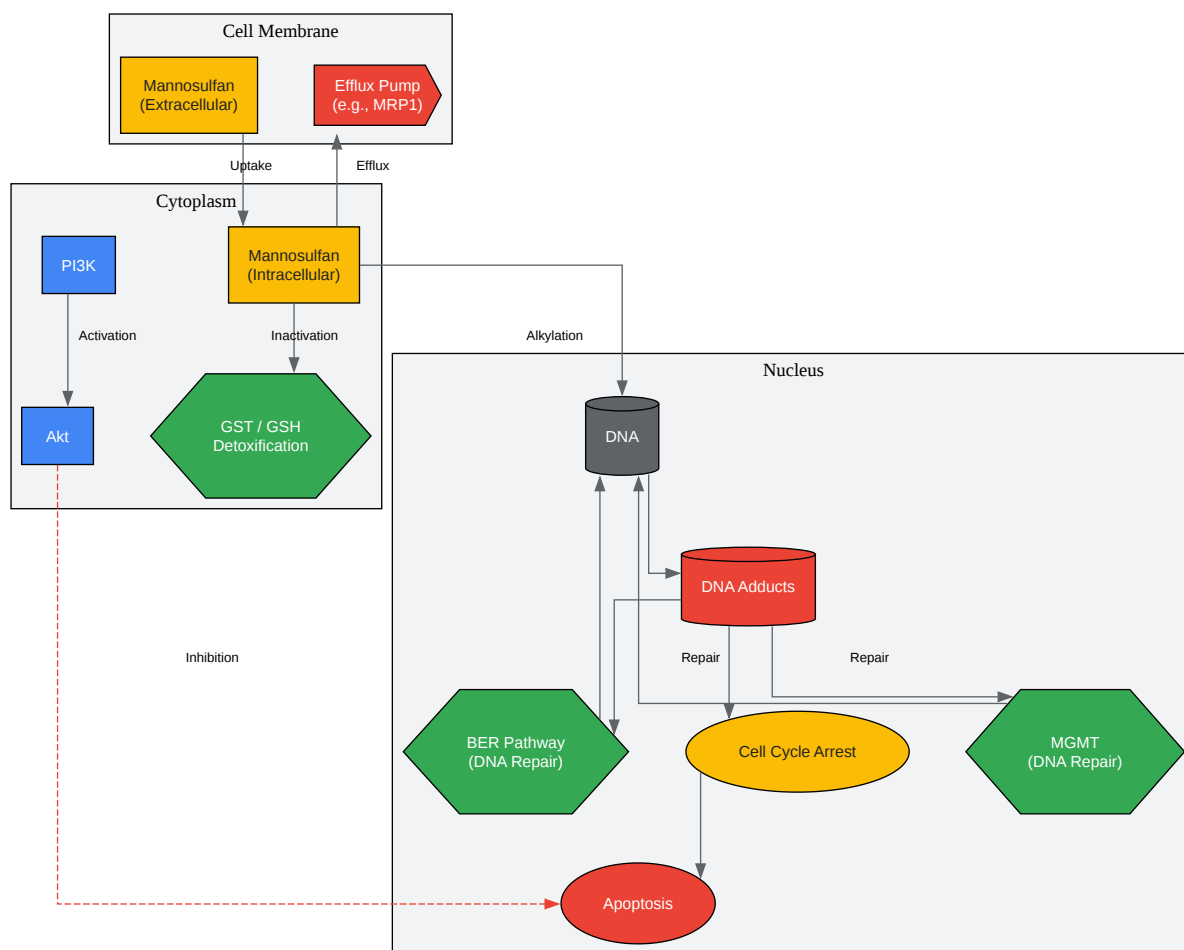 Cell Membrane
Mannosulfan
(Extracellular)
Efflux Pump
(e.g., MRP1)
Uptake
Efflux
Cytoplasm
PI3K
Mannosulfan
(Intracellular)
Activation
Inactivation
Alkylation
Nucleus
Akt
GST / GSH
Detoxification
DNA
DNA Adducts
Inhibition
Repair
Repair
BER Pathway
(DNA Repair)
Cell Cycle Arrest
MGMT
(DNA Repair)
Apoptosis